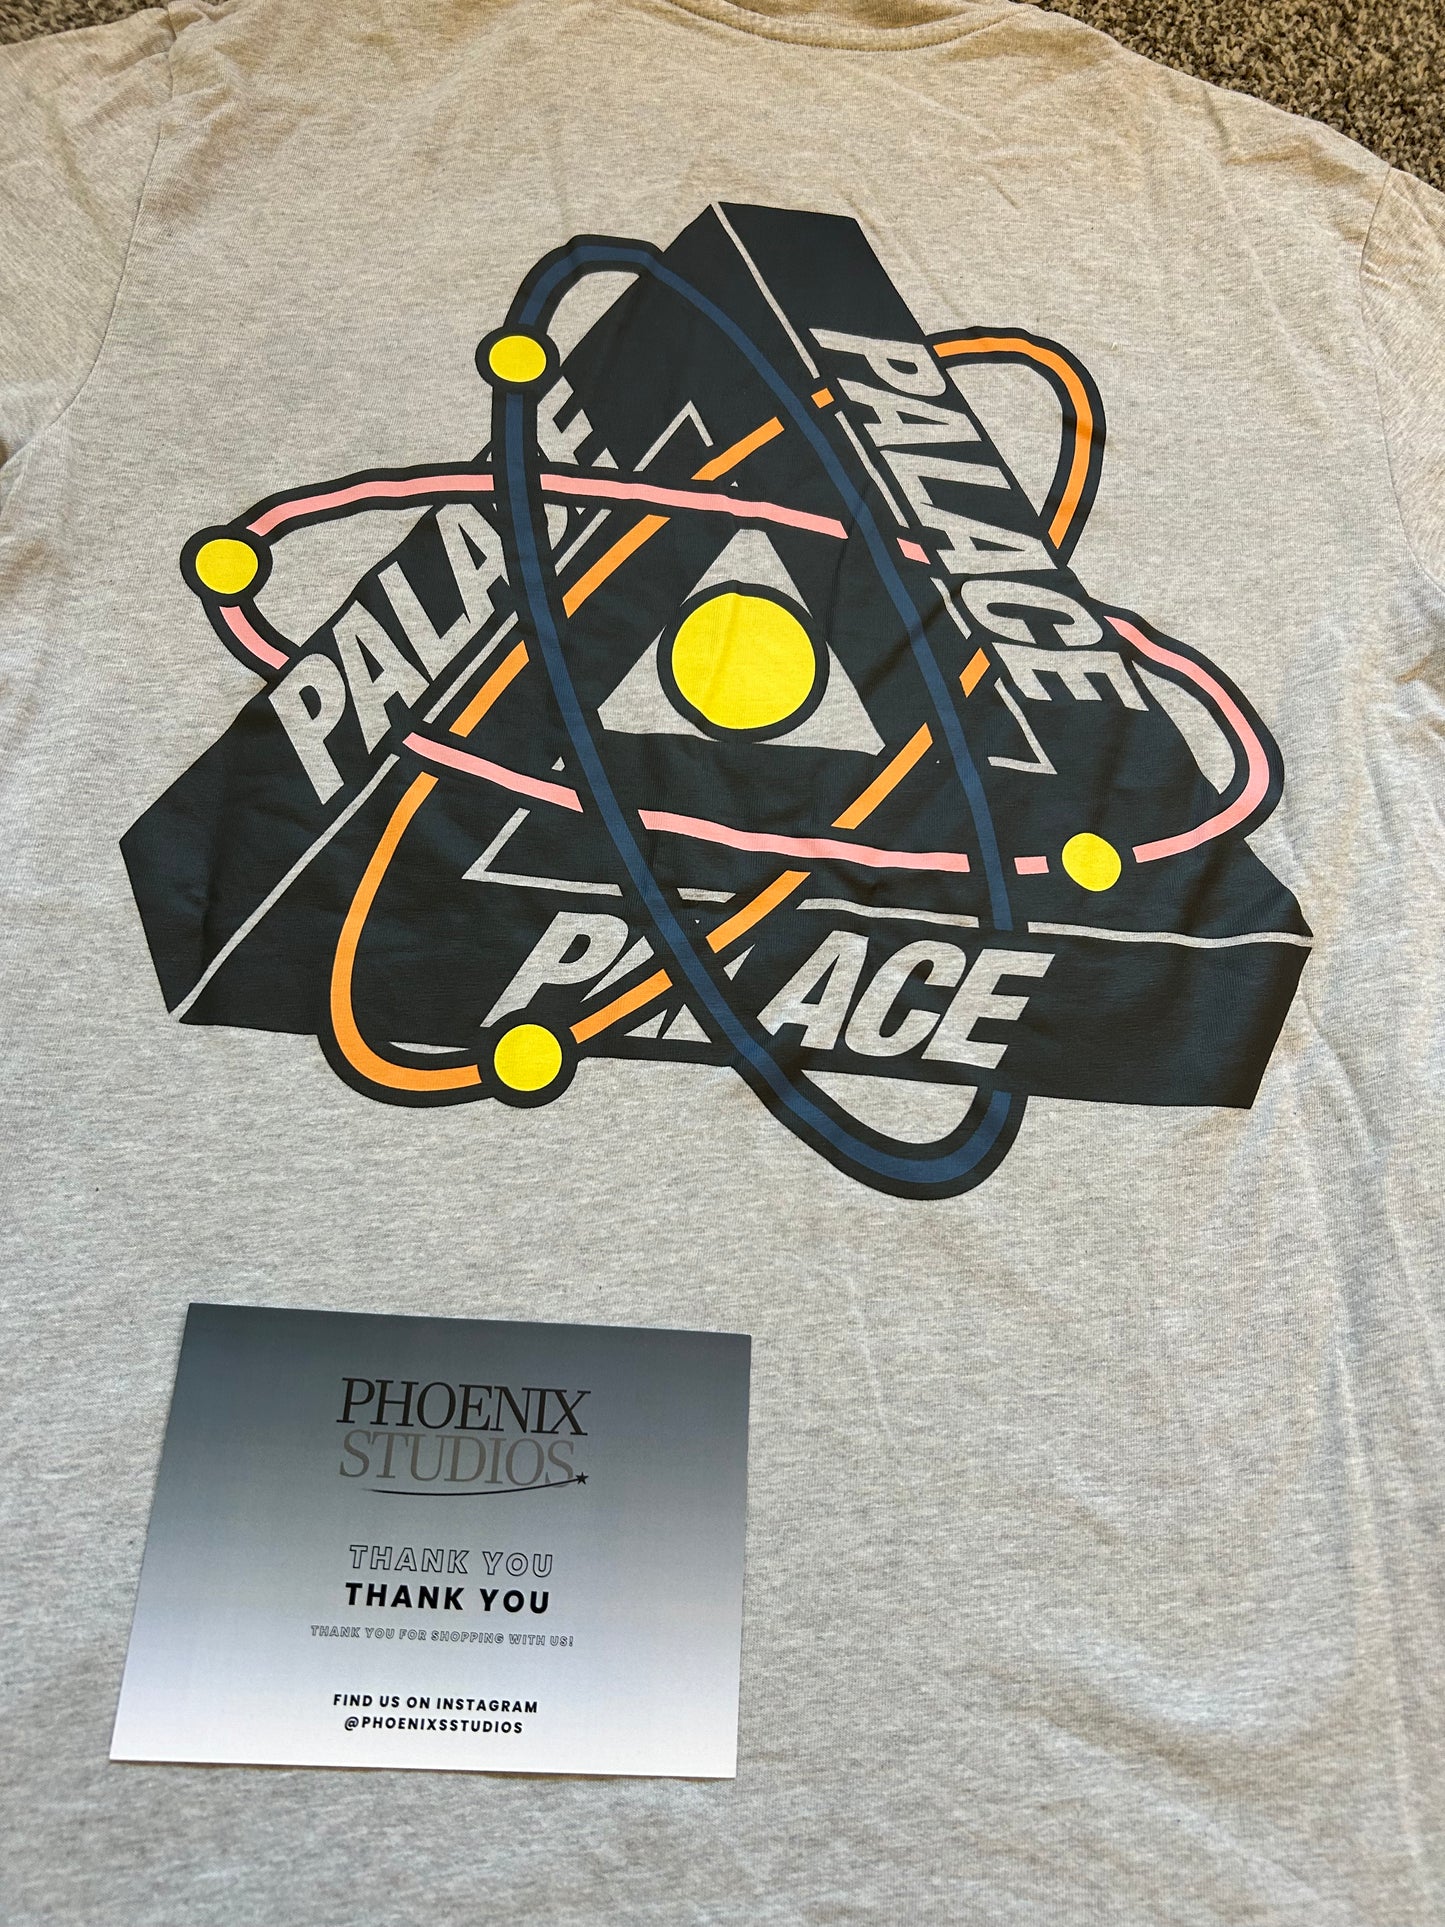 PALACE
PALACE
PALACE
PHOENIX
STUDIOS
THANK YOU
THANK YOU
THANK YOU FOR SHOPPING WITH US!
FIND US ON INSTAGRAM
@PHOENIXSSTUDIOS